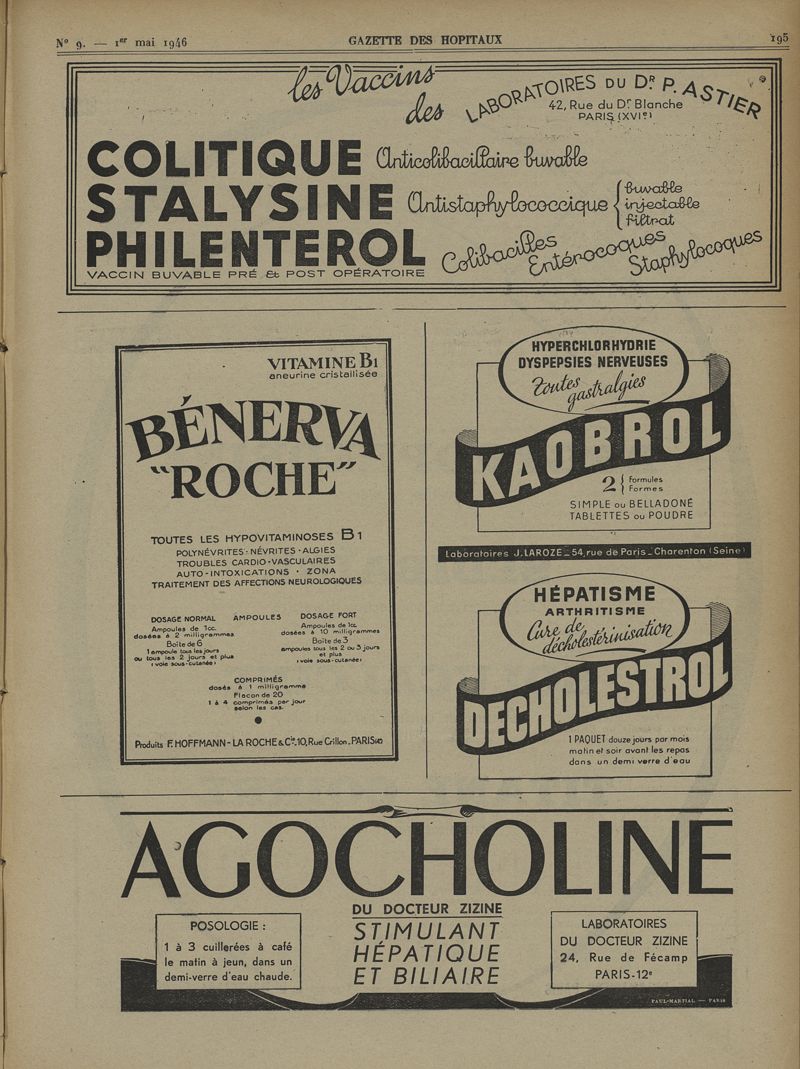 N° 9. — 1er mai 1946
GAZETTE DES HOPITAUX
195
les Vaccins
des
LABORATOIRES DU Dr P. ASTIER
42, Rue du Dr Blanche
PARIS (XVIe)
COLITIQUE Anticolibacillaire buvable
STALYSINE Antistaphylococcique { buvable
injectable
filtrat
PHILENTEROL Colibacilles
Entérocoques
Staphylocoques
VACCIN BUVABLE PRÉ et POST OPÉRATOIRE
VITAMINE B1
aneurine cristallisée
BÉNERVA
"ROCHE"
TOUTES LES HYPOVITAMINOSES B1
POLYNÉVRITES · NÉVRITES · ALGIES
TROUBLES CARDIO-VASCULAIRES
AUTO-INTOXICATIONS · ZONA
TRAITEMENT DES AFFECTIONS NEUROLOGIQUES
AMPOULES
DOSAGE NORMAL
Ampoules de 1cc.
dosées à 2 milligrammes
Boîte de 6
1 ampoule tous les jours
ou tous les 2 jours et plus
(voie sous-cutanée)
DOSAGE FORT
Ampoules de 1cc.
dosées à 10 milligrammes
Boîte de 3
ampoules tous les 2 ou 3 jours
et plus
(voie sous-cutanée)
COMPRIMÉS
dosés à 1 milligramme
Flacon de 20
1 à 4 comprimés par jour
selon les cas.
Produits F. HOFFMANN-LA ROCHE & Cie, 10, Rue Crillon, PARIS
HYPERCHLORHYDRIE
DYSPEPSIES NERVEUSES
Toutes
gastralgies
KAOBROL
2 { Formules
Formes
SIMPLE ou BELLADONÉ
TABLETTES ou POUDRE
Laboratoires J. LAROZE _ 54, rue de Paris _ Charenton (Seine)
HÉPATISME
ARTHRITISME
Cure de
décholestérinisation
DECHOLESTROL
1 PAQUET douze jours par mois
matin et soir avant les repas
dans un demi verre d'eau
AGOCHOLINE
DU DOCTEUR ZIZINE
STIMULANT
HÉPATIQUE
ET BILIAIRE
POSOLOGIE :
1 à 3 cuillerées à café
le matin à jeun, dans un
demi-verre d'eau chaude.
LABORATOIRES
DU DOCTEUR ZIZINE
24, Rue de Fécamp
PARIS-12e
PAUL-MARTIAL — PARIS